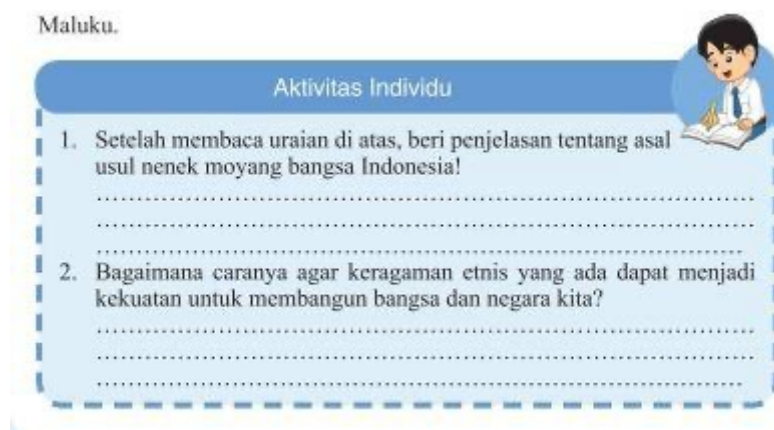 Maluku.
Aktivitas Individu
1. Setelah membaca uraian di atas, beri penjelasan tentang asal
usul nenek moyang bangsa Indonesia!
......................................................................................
......................................................................................
......................................................................................
2. Bagaimana caranya agar keragaman etnis yang ada dapat menjadi
kekuatan untuk membangun bangsa dan negara kita?
......................................................................................
......................................................................................
......................................................................................